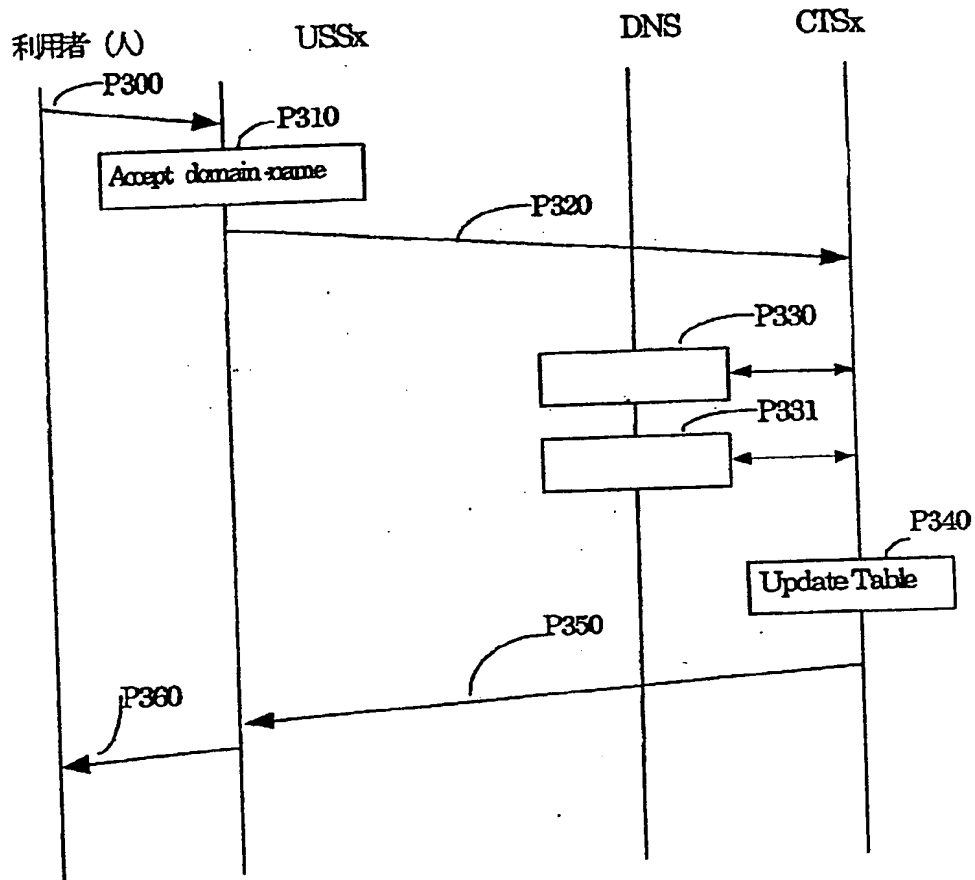 利用者 (人)
USSx
DNS
CTSx
P300
P310
Accept domain-name
P320
P330
P331
P340
Update Table
P350
P360